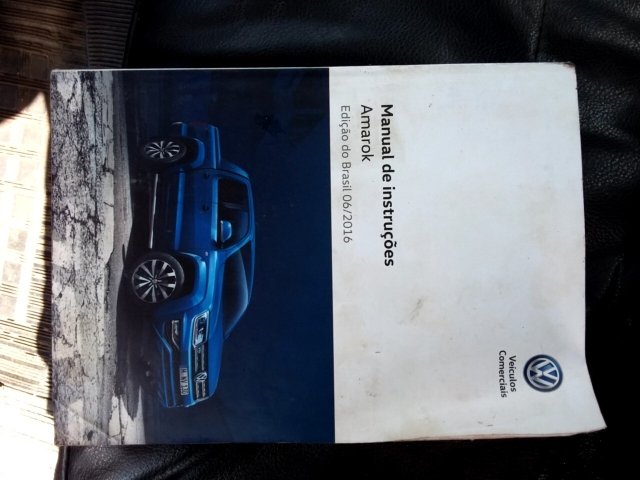 Manual de instruções
Amarok
Edição do Brasil 06/2016
Veículos
Comerciais